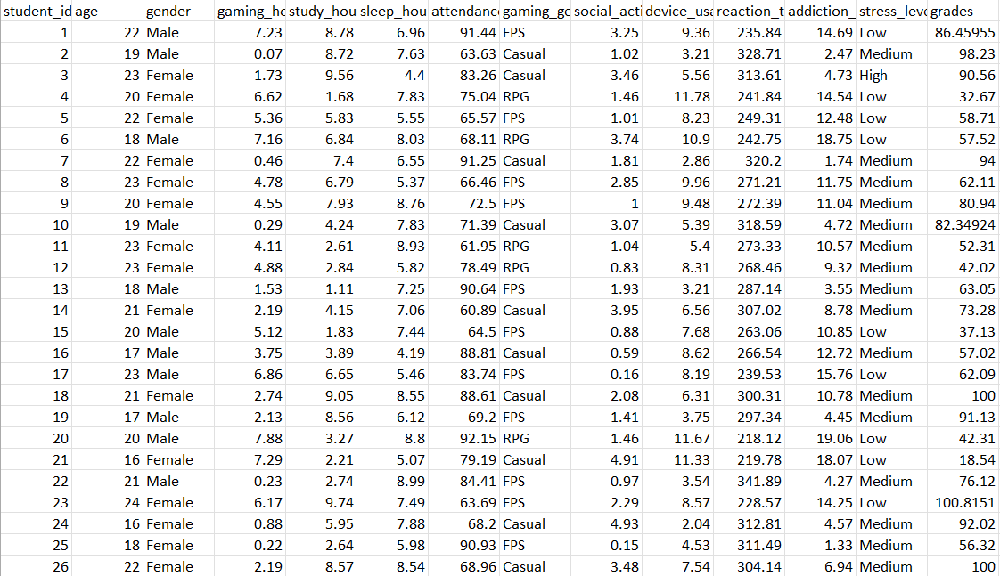 student_id age gender gaming_ho study_hou sleep_hou attendance gaming_ge social_acti device_usa reaction_t addiction_ stress_leve grades
1 22 Male 7.23 8.78 6.96 91.44 FPS 3.25 9.36 235.84 14.69 Low 86.45955
2 19 Male 0.07 8.72 7.63 63.63 Casual 1.02 3.21 328.71 2.47 Medium 98.23
3 23 Female 1.73 9.56 4.4 83.26 Casual 3.46 5.56 313.61 4.73 High 90.56
4 20 Female 6.62 1.68 7.83 75.04 RPG 1.46 11.78 241.84 14.54 Low 32.67
5 22 Female 5.36 5.83 5.55 65.57 FPS 1.01 8.23 249.31 12.48 Low 58.71
6 18 Male 7.16 6.84 8.03 68.11 RPG 3.74 10.9 242.75 18.75 Low 57.52
7 22 Female 0.46 7.4 6.55 91.25 Casual 1.81 2.86 320.2 1.74 Medium 94
8 23 Female 4.78 6.79 5.37 66.46 FPS 2.85 9.96 271.21 11.75 Medium 62.11
9 20 Female 4.55 7.93 8.76 72.5 FPS 1 9.48 272.39 11.04 Medium 80.94
10 19 Male 0.29 4.24 7.83 71.39 Casual 3.07 5.39 318.59 4.72 Medium 82.34924
11 23 Female 4.11 2.61 8.93 61.95 RPG 1.04 5.4 273.33 10.57 Medium 52.31
12 23 Female 4.88 2.84 5.82 78.49 RPG 0.83 8.31 268.46 9.32 Medium 42.02
13 18 Male 1.53 1.11 7.25 90.64 FPS 1.93 3.21 287.14 3.55 Medium 63.05
14 21 Female 2.19 4.15 7.06 60.89 Casual 3.95 6.56 307.02 8.78 Medium 73.28
15 20 Male 5.12 1.83 7.44 64.5 FPS 0.88 7.68 263.06 10.85 Low 37.13
16 17 Male 3.75 3.89 4.19 88.81 Casual 0.59 8.62 266.54 12.72 Medium 57.02
17 23 Male 6.86 6.65 5.46 83.74 FPS 0.16 8.19 239.53 15.76 Low 62.09
18 21 Female 2.74 9.05 8.55 88.61 Casual 2.08 6.31 300.31 10.78 Medium 100
19 17 Male 2.13 8.56 6.12 69.2 FPS 1.41 3.75 297.34 4.45 Medium 91.13
20 20 Male 7.88 3.27 8.8 92.15 RPG 1.46 11.67 218.12 19.06 Low 42.31
21 16 Female 7.29 2.21 5.07 79.19 Casual 4.91 11.33 219.78 18.07 Low 18.54
22 21 Male 0.23 2.74 8.99 84.41 FPS 0.97 3.54 341.89 4.27 Medium 76.12
23 24 Female 6.17 9.74 7.49 63.69 FPS 2.29 8.57 228.57 14.25 Low 100.8151
24 16 Female 0.88 5.95 7.88 68.2 Casual 4.93 2.04 312.81 4.57 Medium 92.02
25 18 Female 0.22 2.64 5.98 90.93 FPS 0.15 4.53 311.49 1.33 Medium 56.32
26 22 Female 2.19 8.57 8.54 68.96 Casual 3.48 7.54 304.14 6.94 Medium 100